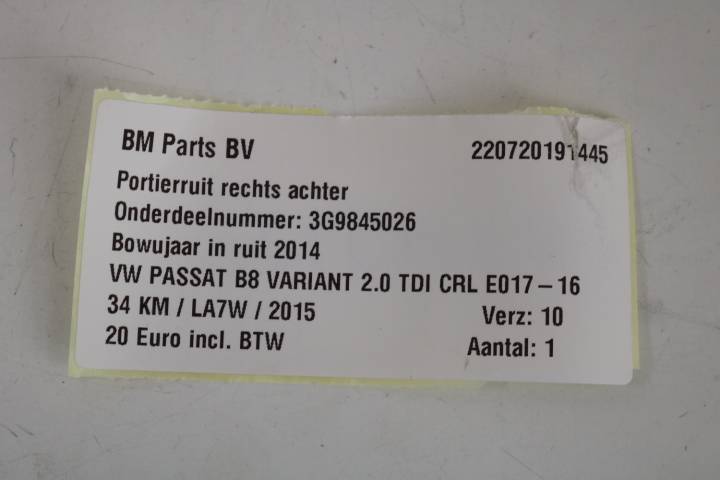 BM Parts BV 220720191445
Portierruit rechts achter
Onderdeelnummer: 3G9845026
Bowujaar in ruit 2014
VW PASSAT B8 VARIANT 2.0 TDI CRL E017-16
34 KM / LA7W / 2015 Verz: 10
20 Euro incl. BTW Aantal: 1